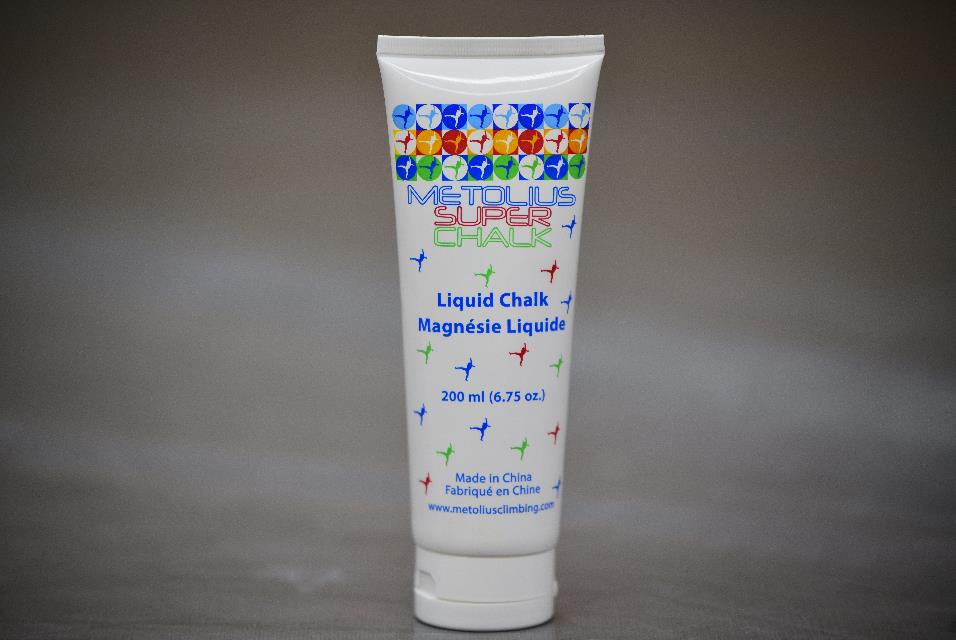 METOLIUS
SUPER
CHALK
Liquid Chalk
Magnésie Liquide
200 ml (6.75 oz.)
Made in China
Fabriqué en Chine
www.metoliusclimbing.com